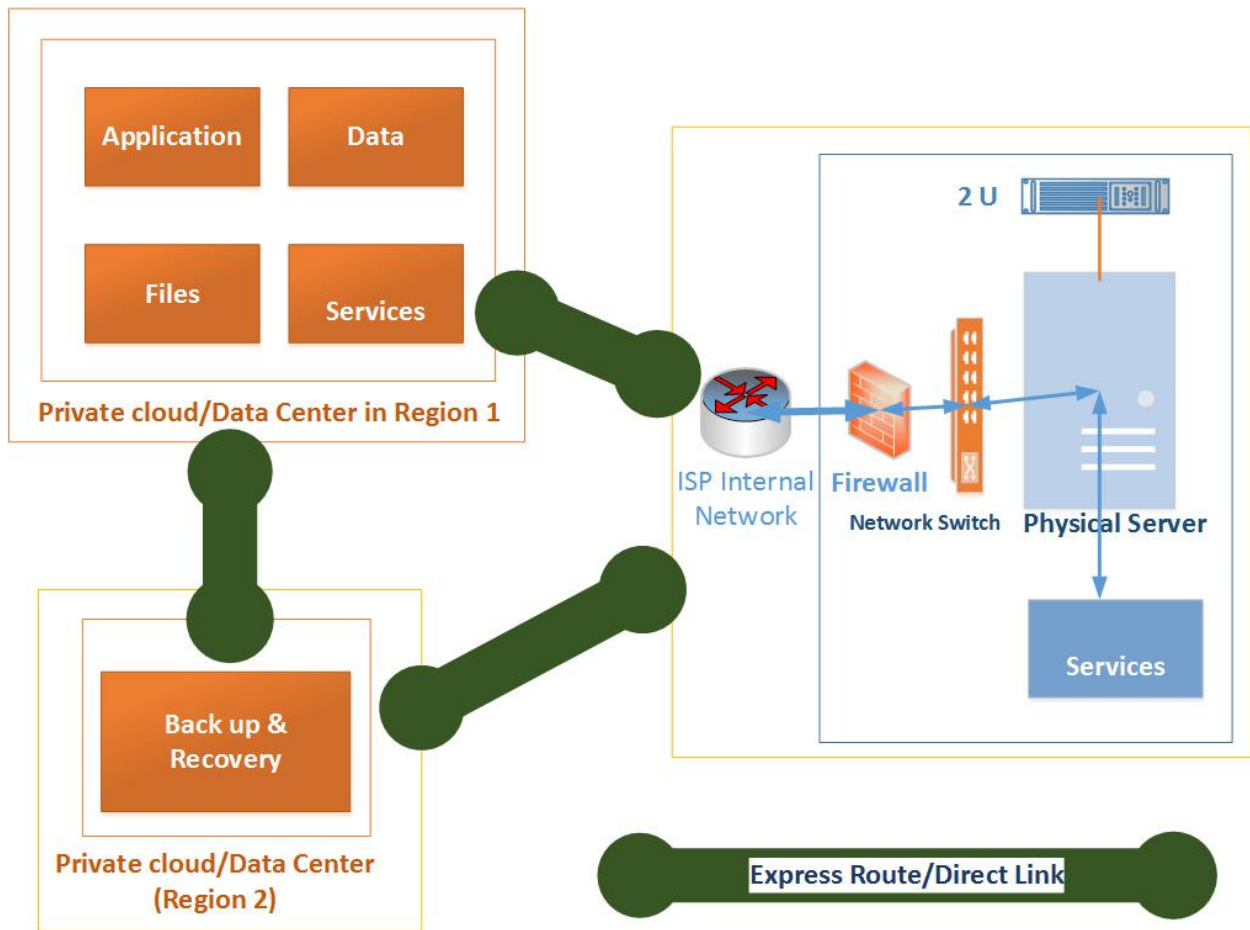 Application
Data
Files
Services
Private cloud/Data Center in Region 1
2 U
ISP Internal
Network
Firewall
Network Switch
Physical Server
Services
Back up &
Recovery
Private cloud/Data Center
(Region 2)
Express Route/Direct Link